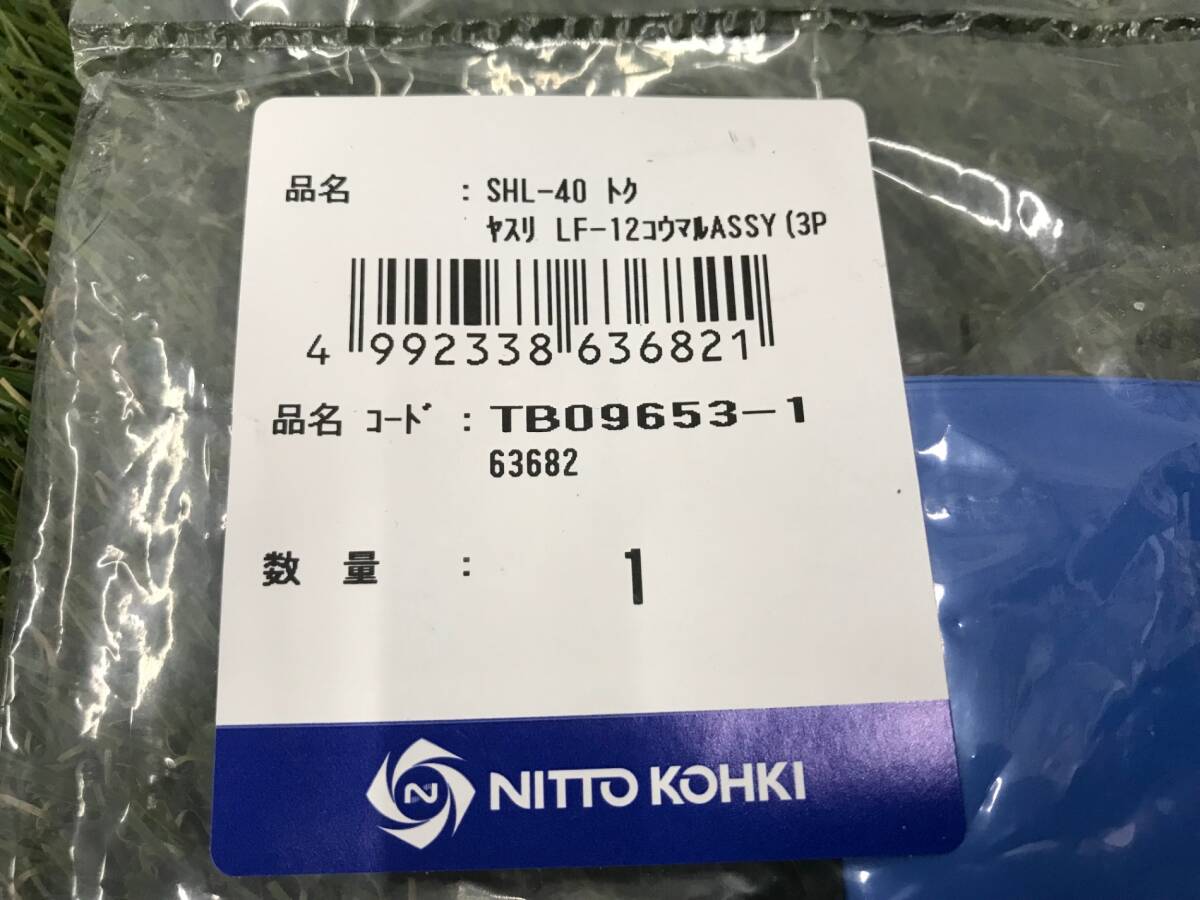 品名 : SHL-40 ﾄｸ
ﾔｽﾘ LF-12ｺｳﾏﾙASSY(3P
4 992338 636821
品名 ｺｰﾄﾞ : TB09653-1
63682
数 量 : 1
N NITTO KOHKI